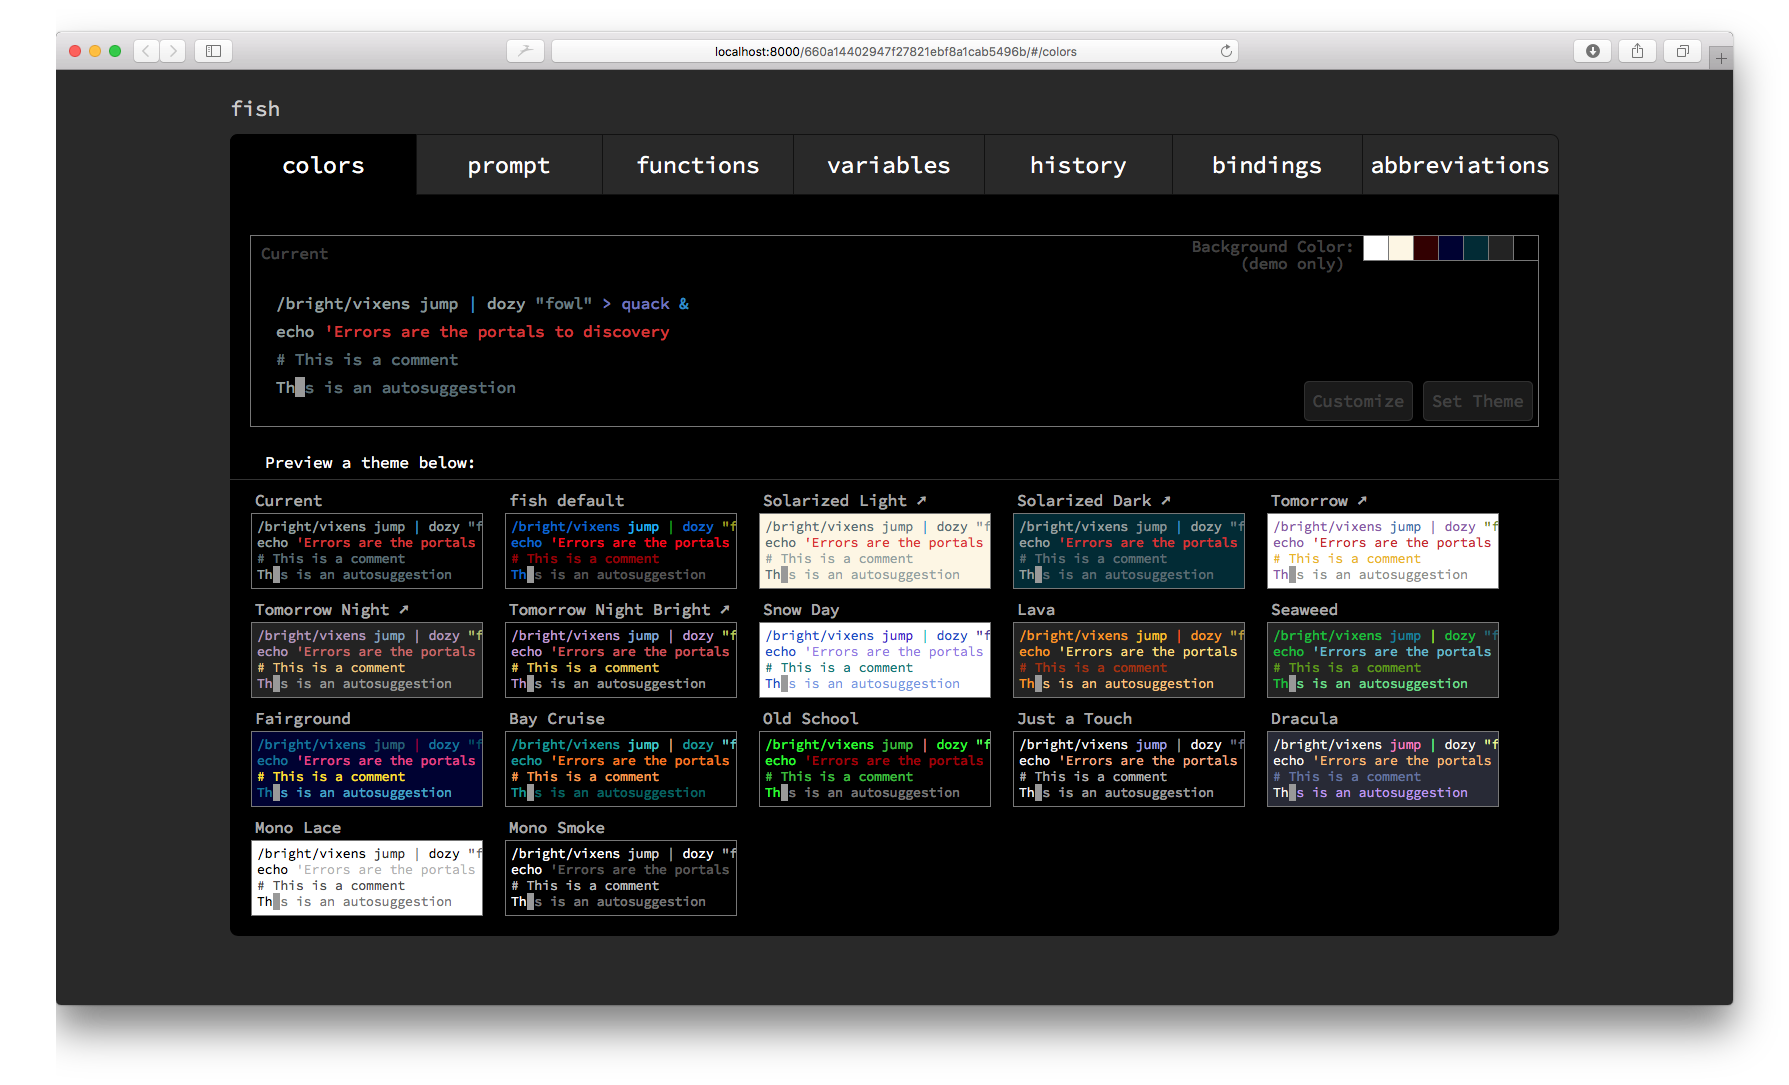 localhost:8000/660a14402947f27821ebf8a1cab5496b/#/colors
fish
colors prompt functions variables history bindings abbreviations
Current
Background Color:
(demo only)
/bright/vixens jump | dozy "fowl" > quack &
echo 'Errors are the portals to discovery
# This is a comment
Th s is an autosuggestion
Customize Set Theme
Preview a theme below:
Current
/bright/vixens jump | dozy "f
echo 'Errors are the portals
# This is a comment
Th s is an autosuggestion
fish default
/bright/vixens jump | dozy "f
echo 'Errors are the portals
# This is a comment
Th s is an autosuggestion
Solarized Light ↗
/bright/vixens jump | dozy "f
echo 'Errors are the portals
# This is a comment
Th s is an autosuggestion
Solarized Dark ↗
/bright/vixens jump | dozy "f
echo 'Errors are the portals
# This is a comment
Th s is an autosuggestion
Tomorrow ↗
/bright/vixens jump | dozy "f
echo 'Errors are the portals
# This is a comment
Th s is an autosuggestion
Tomorrow Night ↗
/bright/vixens jump | dozy "f
echo 'Errors are the portals
# This is a comment
Th s is an autosuggestion
Tomorrow Night Bright ↗
/bright/vixens jump | dozy "f
echo 'Errors are the portals
# This is a comment
Th s is an autosuggestion
Snow Day
/bright/vixens jump | dozy "f
echo 'Errors are the portals
# This is a comment
Th s is an autosuggestion
Lava
/bright/vixens jump | dozy "f
echo 'Errors are the portals
# This is a comment
Th s is an autosuggestion
Seaweed
/bright/vixens jump | dozy "f
echo 'Errors are the portals
# This is a comment
Th s is an autosuggestion
Fairground
/bright/vixens jump | dozy "f
echo 'Errors are the portals
# This is a comment
Th s is an autosuggestion
Bay Cruise
/bright/vixens jump | dozy "f
echo 'Errors are the portals
# This is a comment
Th s is an autosuggestion
Old School
/bright/vixens jump | dozy "f
echo 'Errors are the portals
# This is a comment
Th s is an autosuggestion
Just a Touch
/bright/vixens jump | dozy "f
echo 'Errors are the portals
# This is a comment
Th s is an autosuggestion
Dracula
/bright/vixens jump | dozy "f
echo 'Errors are the portals
# This is a comment
Th s is an autosuggestion
Mono Lace
/bright/vixens jump | dozy "f
echo 'Errors are the portals
# This is a comment
Th s is an autosuggestion
Mono Smoke
/bright/vixens jump | dozy "f
echo 'Errors are the portals
# This is a comment
Th s is an autosuggestion